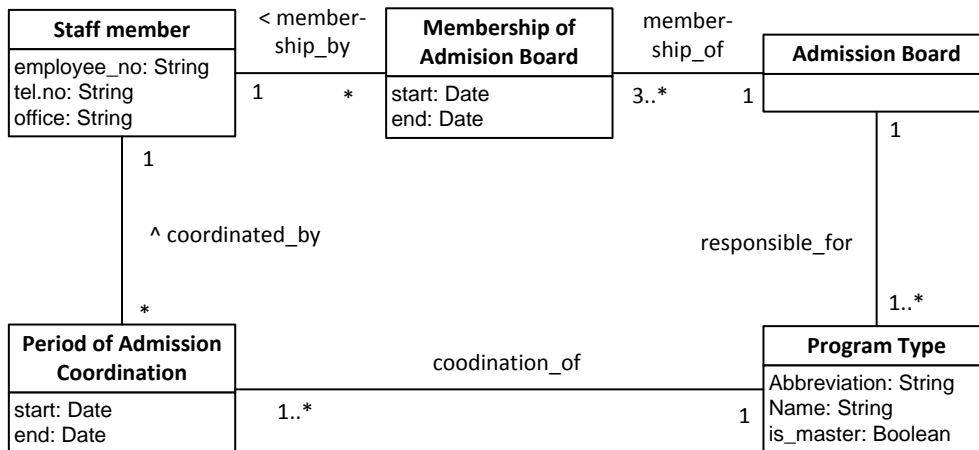 Staff member
employee_no: String
tel.no: String
office: String
< member-
ship_by
1
*
Membership of
Admision Board
start: Date
end: Date
member-
ship_of
3..*
1
Admission Board
1
^ coordinated_by
*
1
responsible_for
1..*
Period of Admission
Coordination
start: Date
end: Date
coodination_of
1..*
1
Program Type
Abbreviation: String
Name: String
is_master: Boolean